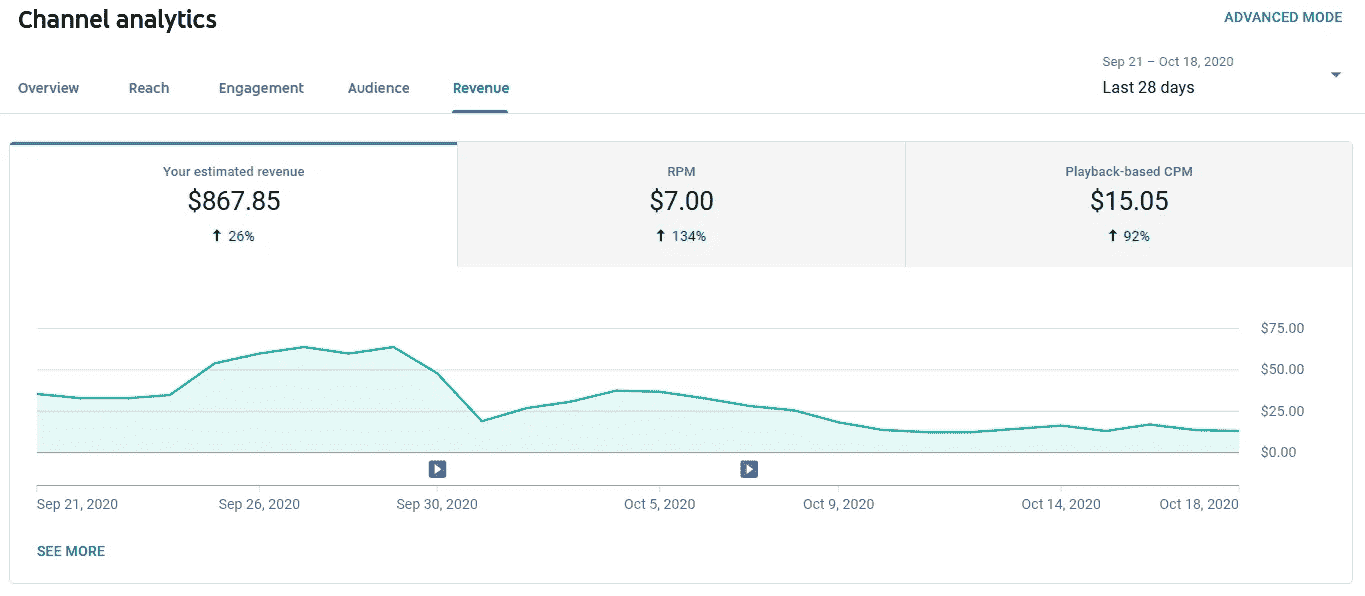 Channel analytics
ADVANCED MODE
Sep 21 – Oct 18, 2020
Last 28 days
Overview Reach Engagement Audience Revenue
Your estimated revenue
$867.85
↑ 26%
RPM
$7.00
↑ 134%
Playback-based CPM
$15.05
↑ 92%
$75.00
$50.00
$25.00
$0.00
Sep 21, 2020 Sep 26, 2020 Sep 30, 2020 Oct 5, 2020 Oct 9, 2020 Oct 14, 2020 Oct 18, 2020
SEE MORE